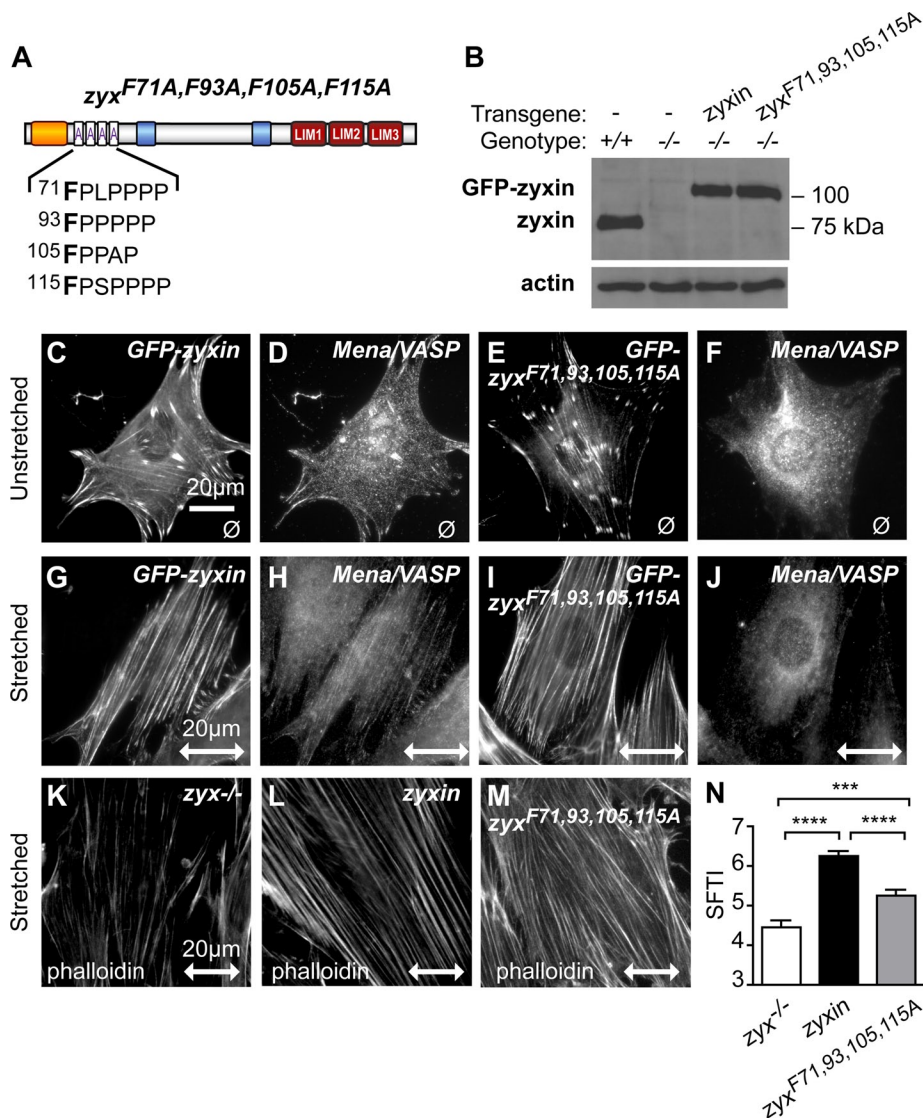 A
zyxF71A,F93A,F105A,F115A
A A A A LIM1 LIM2 LIM3
71FPLPPPP
93FPPPPP
105FPPAP
115FPSPPPP
B
Transgene: - - zyxin zyxF71,93,105,115A
Genotype: +/+ -/- -/- -/-
GFP-zyxin
– 100
zyxin
– 75 kDa
actin
Unstretched
C GFP-zyxin
20µm
Ø
D Mena/VASP
E GFP-
zyxF71,93,105,115A
Ø
F Mena/VASP
Ø
Stretched
G GFP-zyxin
20µm
H Mena/VASP
I GFP-
zyxF71,93,105,115A
J Mena/VASP
Stretched
K zyx-/-
20µm
phalloidin
L zyxin
phalloidin
M
zyxF71,93,105,115A
phalloidin
N
***
**** ****
SFTI
7
6
5
4
3
zyx-/-
zyxin
zyxF71,93,105,115A